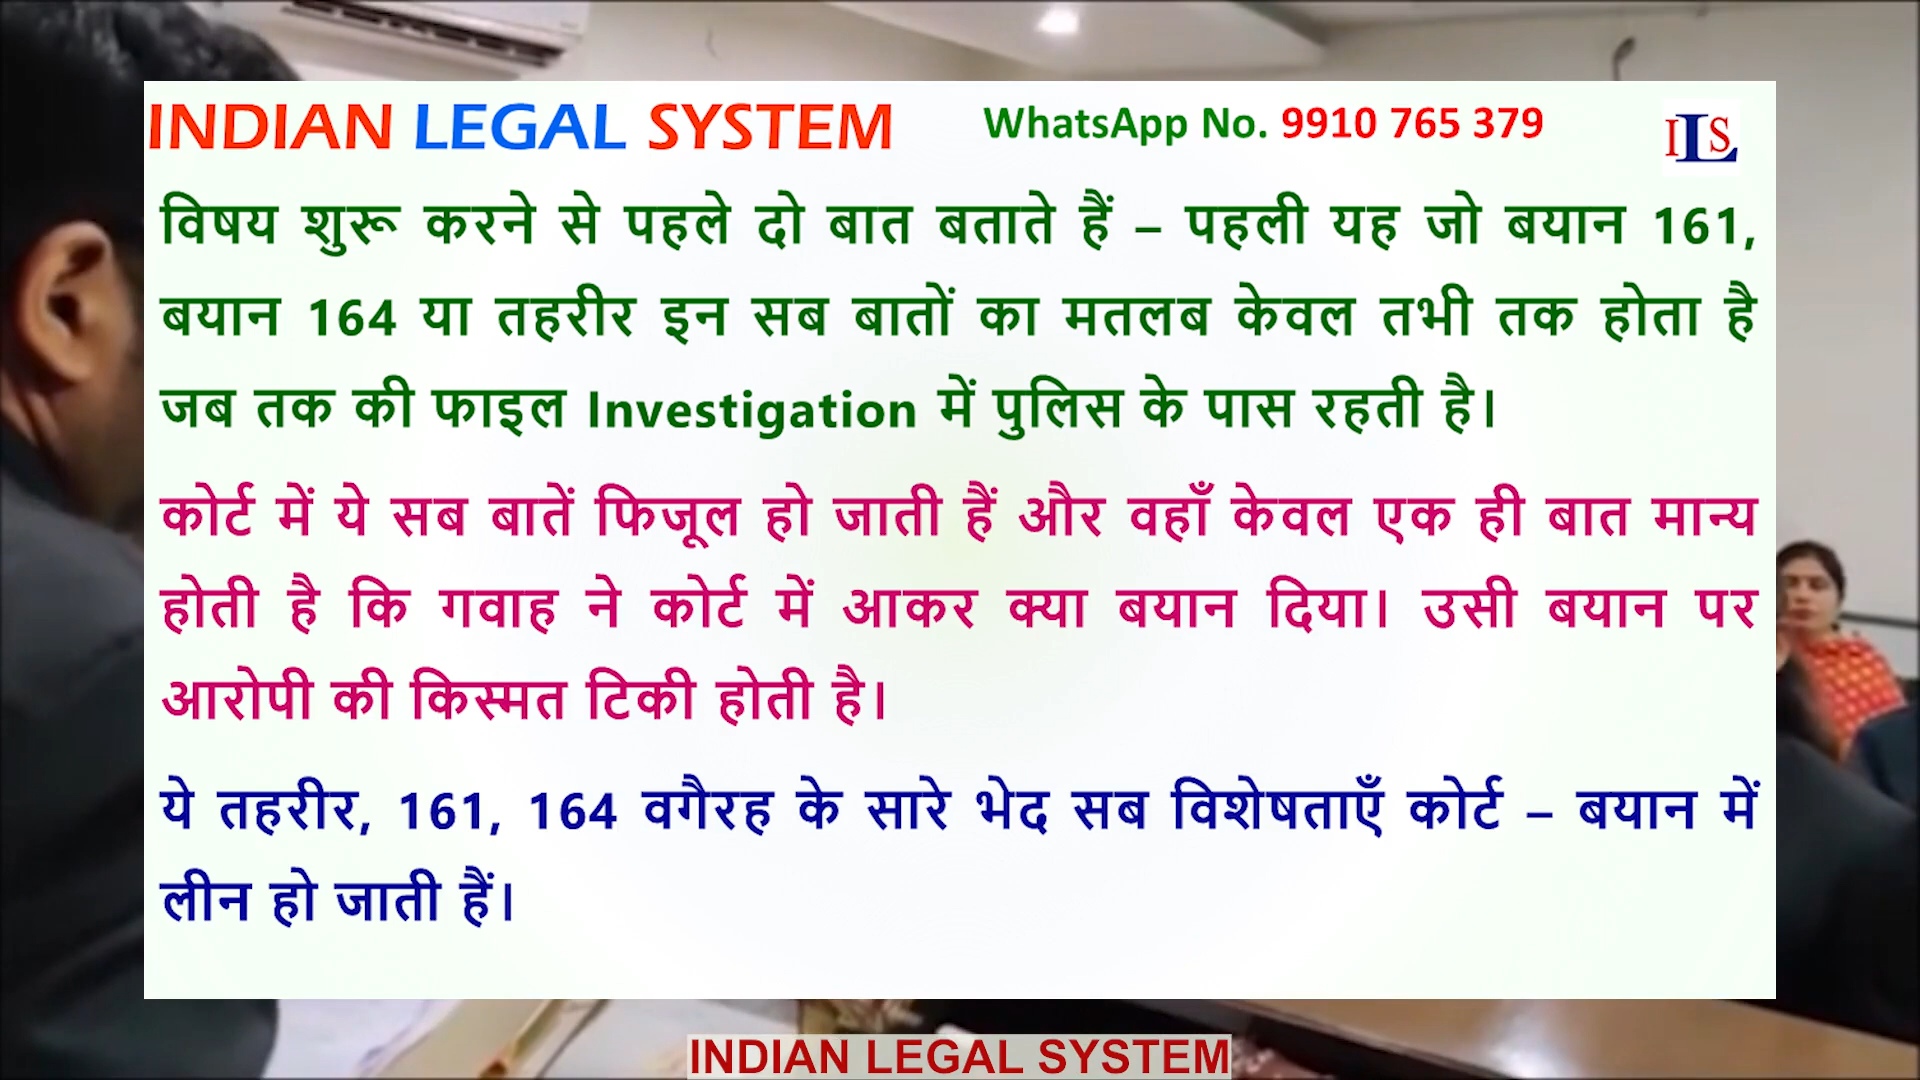 INDIAN LEGAL SYSTEM WhatsApp No. 9910 765 379 ILS
विषय शुरू करने से पहले दो बात बताते हैं – पहली यह जो बयान 161,
बयान 164 या तहरीर इन सब बातों का मतलब केवल तभी तक होता है
जब तक की फाइल Investigation में पुलिस के पास रहती है।
कोर्ट में ये सब बातें फिजूल हो जाती हैं और वहाँ केवल एक ही बात मान्य
होती है कि गवाह ने कोर्ट में आकर क्या बयान दिया। उसी बयान पर
आरोपी की किस्मत टिकी होती है।
ये तहरीर, 161, 164 वगैरह के सारे भेद सब विशेषताएँ कोर्ट – बयान में
लीन हो जाती हैं।
INDIAN LEGAL SYSTEM